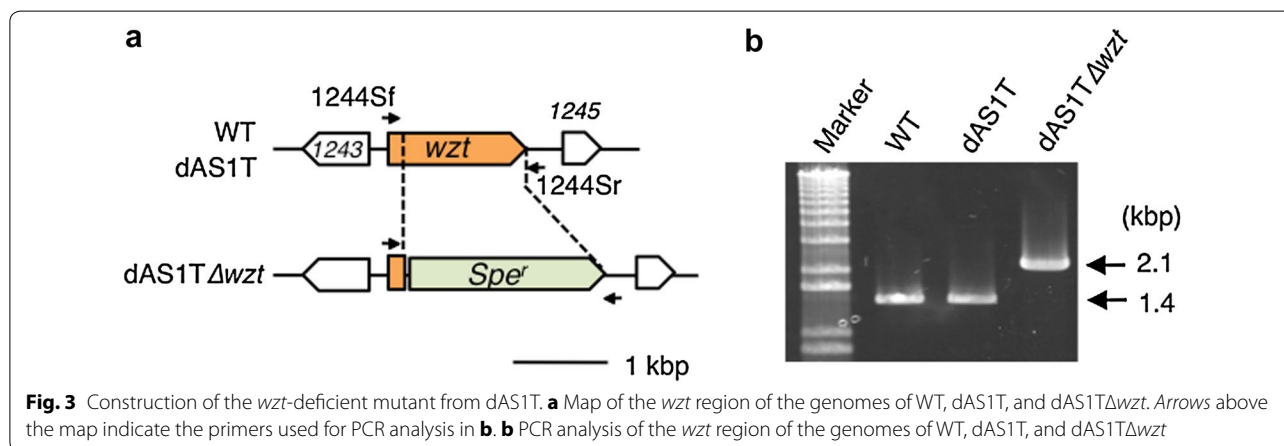 a
1244Sf
WT
dAS1T
1243
wzt
1245
1244Sr
dAS1TΔwzt
Speʳ
1 kbp
b
Marker
WT
dAS1T
dAS1TΔwzt
(kbp)
2.1
1.4
Fig. 3 Construction of the wzt-deficient mutant from dAS1T. a Map of the wzt region of the genomes of WT, dAS1T, and dAS1TΔwzt. Arrows above
the map indicate the primers used for PCR analysis in b. b PCR analysis of the wzt region of the genomes of WT, dAS1T, and dAS1TΔwzt